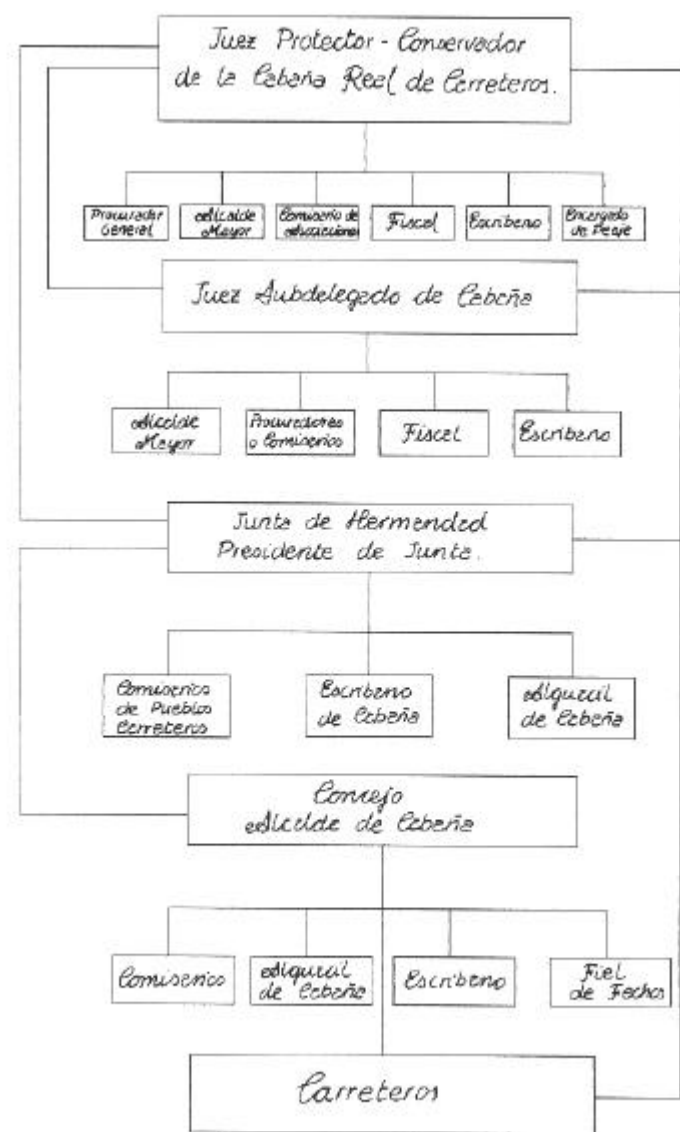 Juez Protector - Conservador
de la Cabaña Real de Carreteros.
Procurador
General
Alcalde
Mayor
Comisario de
Fiscal
Escribano
Encargado
de Peaje
Juez Subdelegado de Cabaña
Alcalde
Mayor
Procuradores
o Comisarios
Fiscal
Escribano
Junta de Hermandad
Presidente de Junta.
Comisarios
de Pueblos
Carreteros
Escribano
de Cabaña
Alguacil
de Cabaña
Concejo
Alcalde de Cabaña
Comisarios
Alguacil
de Cabaña
Escribano
Fiel
de Fechos
Carreteros